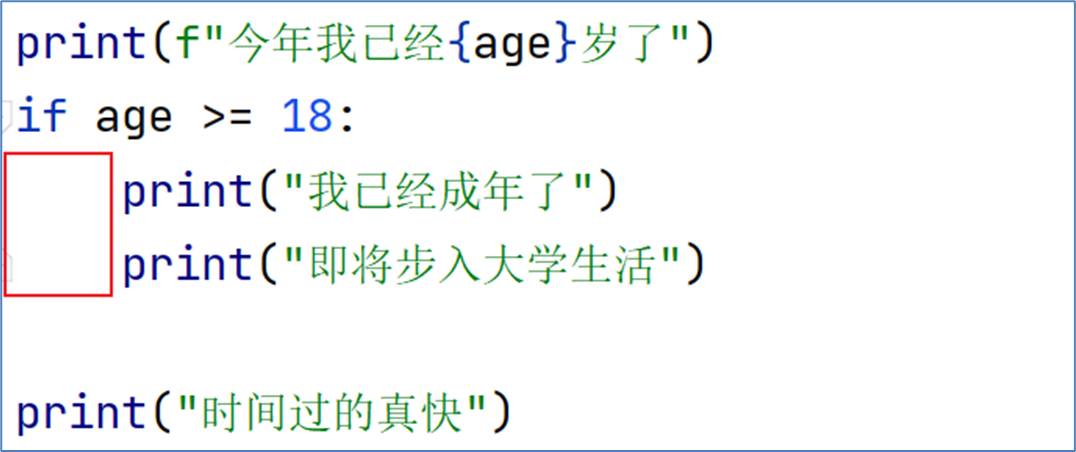 print(f"今年我已经{age}岁了")
if age >= 18:
    print("我已经成年了")
    print("即将步入大学生活")
print("时间过的真快")